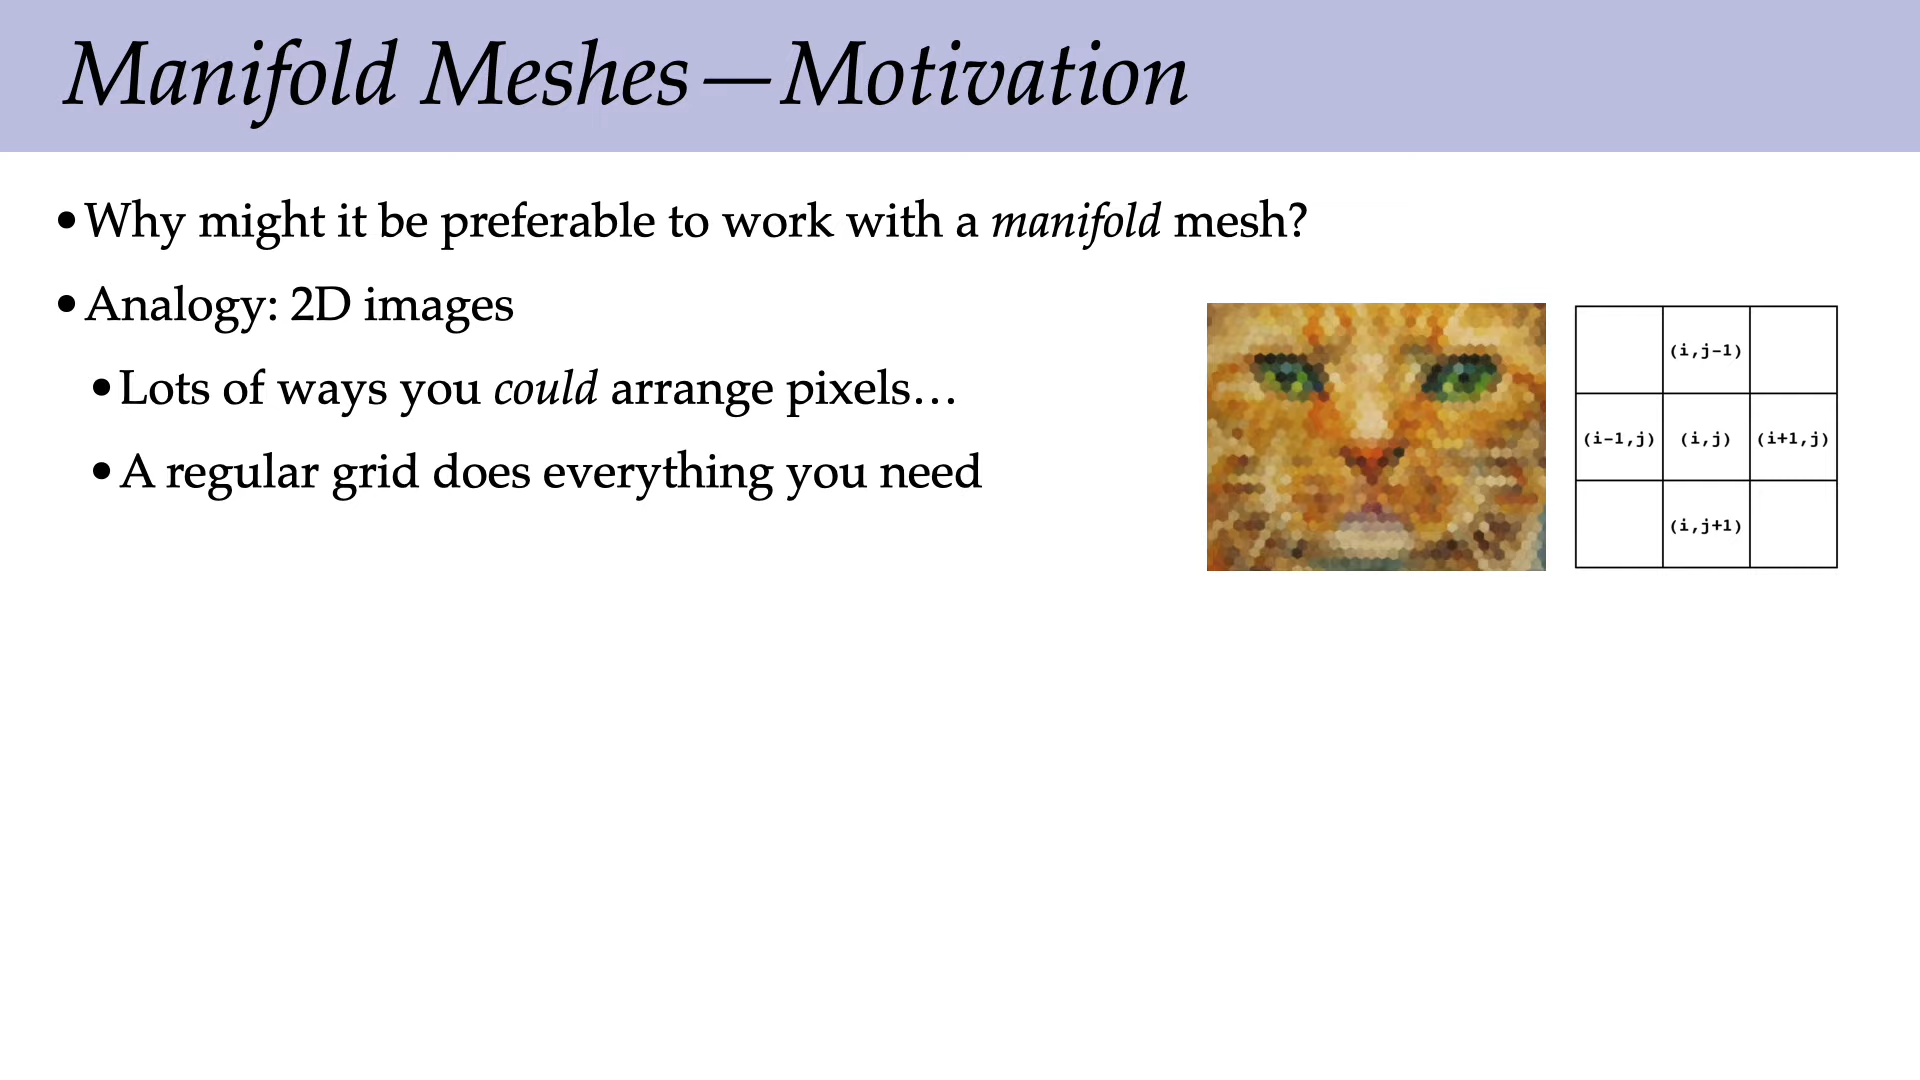 Manifold Meshes—Motivation
•Why might it be preferable to work with a manifold mesh?
•Analogy: 2D images
•Lots of ways you could arrange pixels…
•A regular grid does everything you need
(i,j-1)
(i-1,j) (i,j) (i+1,j)
(i,j+1)